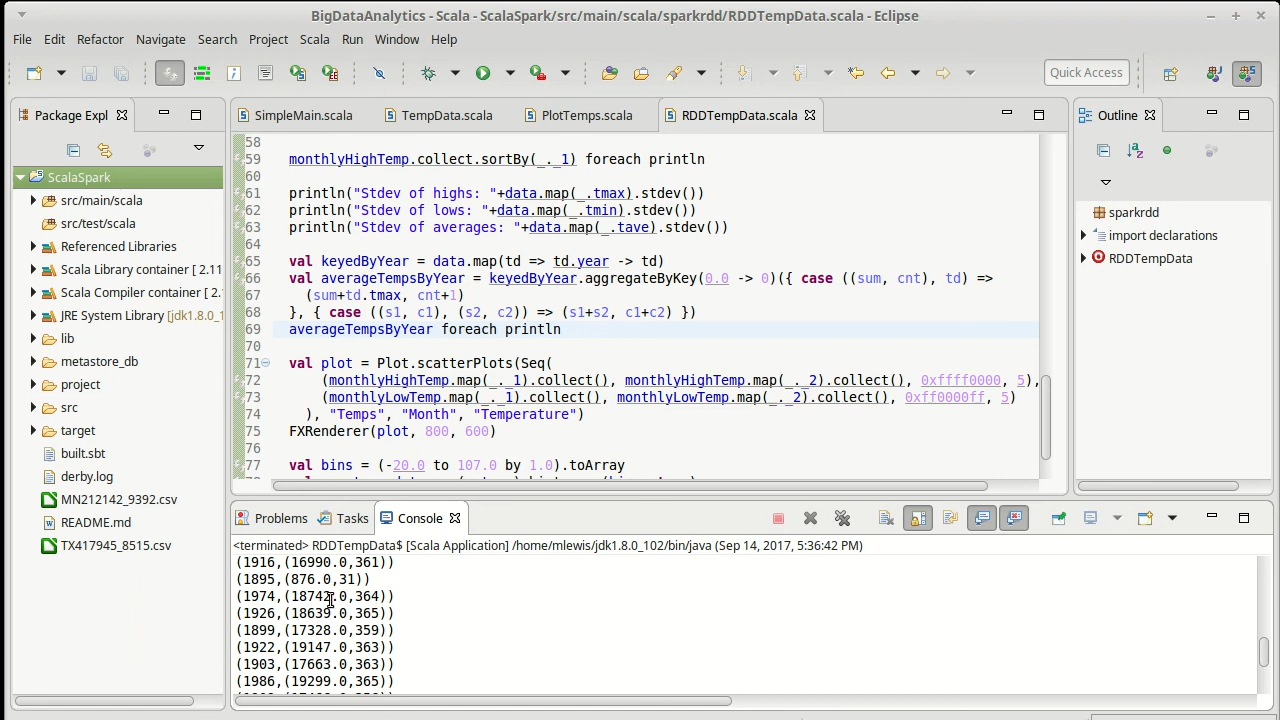 BigDataAnalytics - Scala - ScalaSpark/src/main/scala/sparkrdd/RDDTempData.scala - Eclipse
File Edit Refactor Navigate Search Project Scala Run Window Help
Quick Access
Package Expl
ScalaSpark
src/main/scala
src/test/scala
Referenced Libraries
Scala Library container [ 2.11
Scala Compiler container [ 2.
JRE System Library [jdk1.8.0_1
lib
metastore_db
project
src
target
built.sbt
derby.log
MN212142_9392.csv
README.md
TX417945_8515.csv
SimpleMain.scala TempData.scala PlotTemps.scala RDDTempData.scala
58
59 monthlyHighTemp.collect.sortBy(_._1) foreach println
60
61 println("Stdev of highs: "+data.map(_.tmax).stdev())
62 println("Stdev of lows: "+data.map(_.tmin).stdev())
63 println("Stdev of averages: "+data.map(_.tave).stdev())
64
65 val keyedByYear = data.map(td => td.year -> td)
66 val averageTempsByYear = keyedByYear.aggregateByKey(0.0 -> 0)({ case ((sum, cnt), td) =>
67 (sum+td.tmax, cnt+1)
68 }, { case ((s1, c1), (s2, c2)) => (s1+s2, c1+c2) })
69 averageTempsByYear foreach println
70
71 val plot = Plot.scatterPlots(Seq(
72 (monthlyHighTemp.map(_._1).collect(), monthlyHighTemp.map(_._2).collect(), 0xffff0000, 5),
73 (monthlyLowTemp.map(_._1).collect(), monthlyLowTemp.map(_._2).collect(), 0xff0000ff, 5)
74 ), "Temps", "Month", "Temperature")
75 FXRenderer(plot, 800, 600)
76
77 val bins = (-20.0 to 107.0 by 1.0).toArray
Outline
sparkrdd
import declarations
RDDTempData
Problems Tasks Console
<terminated> RDDTempData$ [Scala Application] /home/mlewis/jdk1.8.0_102/bin/java (Sep 14, 2017, 5:36:42 PM)
(1916,(16990.0,361))
(1895,(876.0,31))
(1974,(18742.0,364))
(1926,(18639.0,365))
(1899,(17328.0,359))
(1922,(19147.0,363))
(1903,(17663.0,363))
(1986,(19299.0,365))